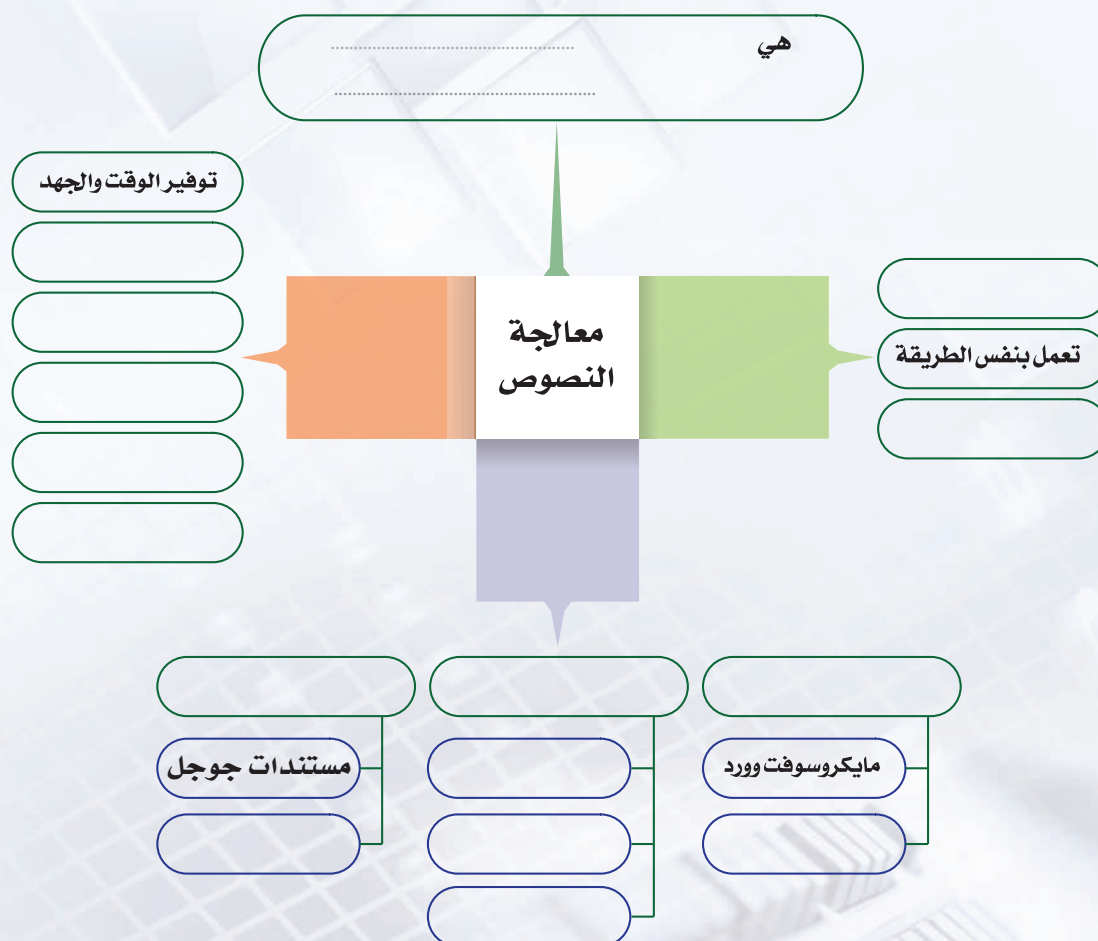 هي ........................................................
............................................................
توفير الوقت والجهد
معالجة
النصوص
تعمل بنفس الطريقة
مايكروسوفت وورد
مستندات جوجل